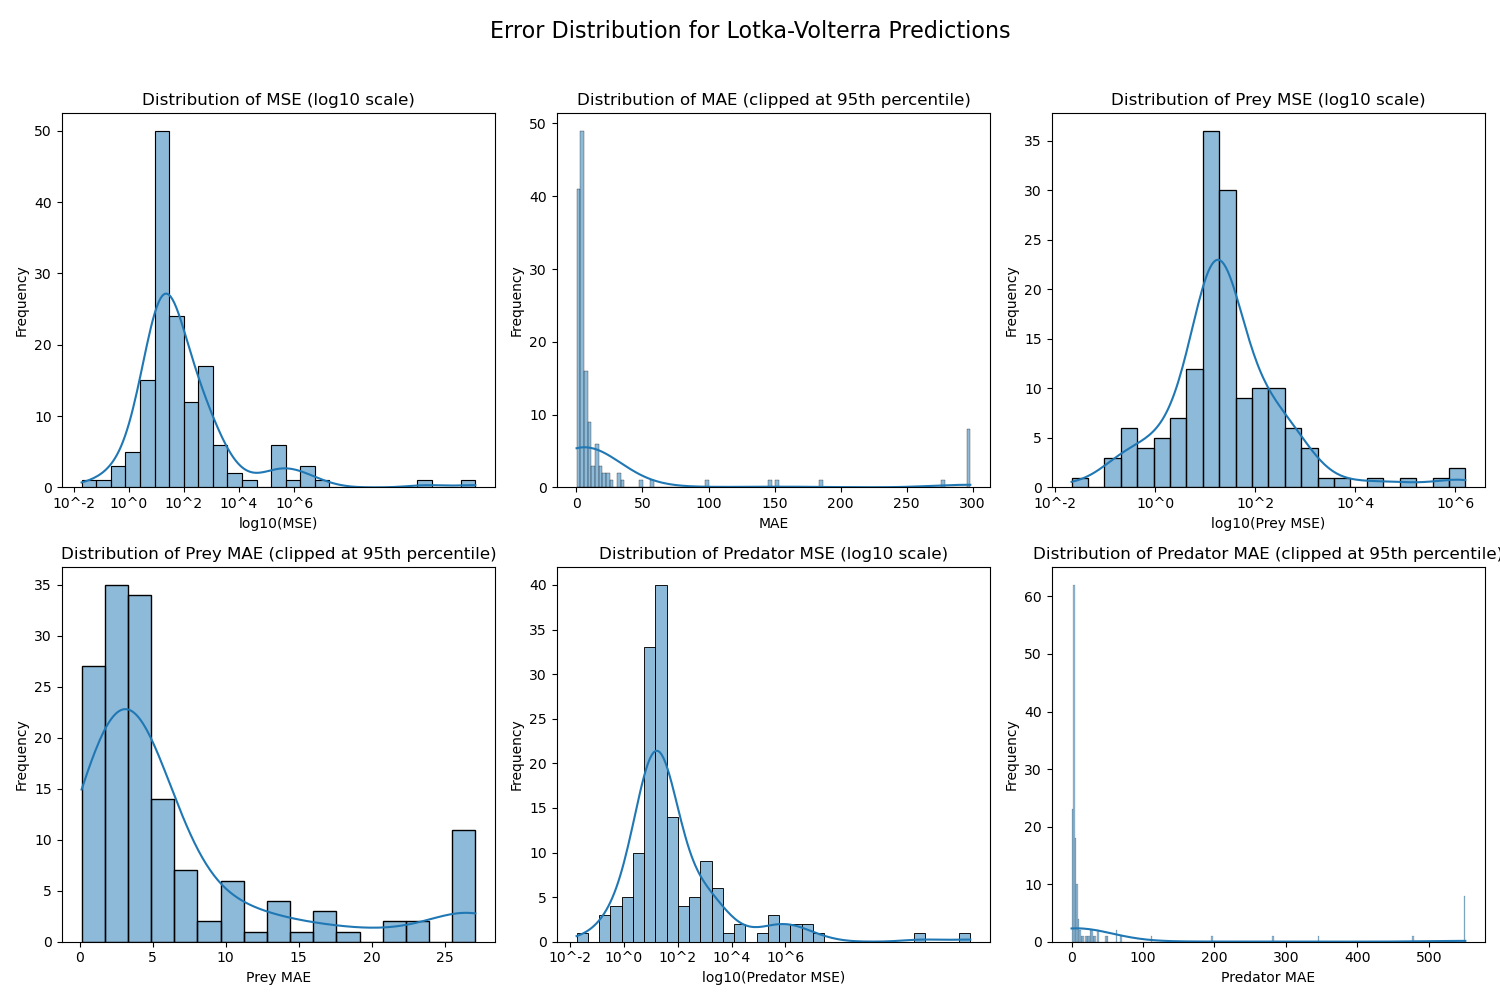 Error Distribution for Lotka-Volterra Predictions
Distribution of MSE (log10 scale)
Frequency
50
40
30
20
10
0
10^-2 10^0 10^2 10^4 10^6
log10(MSE)
Distribution of MAE (clipped at 95th percentile)
Frequency
50
40
30
20
10
0
0 50 100 150 200 250 300
MAE
Distribution of Prey MSE (log10 scale)
Frequency
35
30
25
20
15
10
5
0
10^-2 10^0 10^2 10^4 10^6
log10(Prey MSE)
Distribution of Prey MAE (clipped at 95th percentile)
Frequency
35
30
25
20
15
10
5
0
0 5 10 15 20 25
Prey MAE
Distribution of Predator MSE (log10 scale)
Frequency
40
35
30
25
20
15
10
5
0
10^-2 10^0 10^2 10^4 10^6
log10(Predator MSE)
Distribution of Predator MAE (clipped at 95th percentile)
Frequency
60
50
40
30
20
10
0
0 100 200 300 400 500
Predator MAE